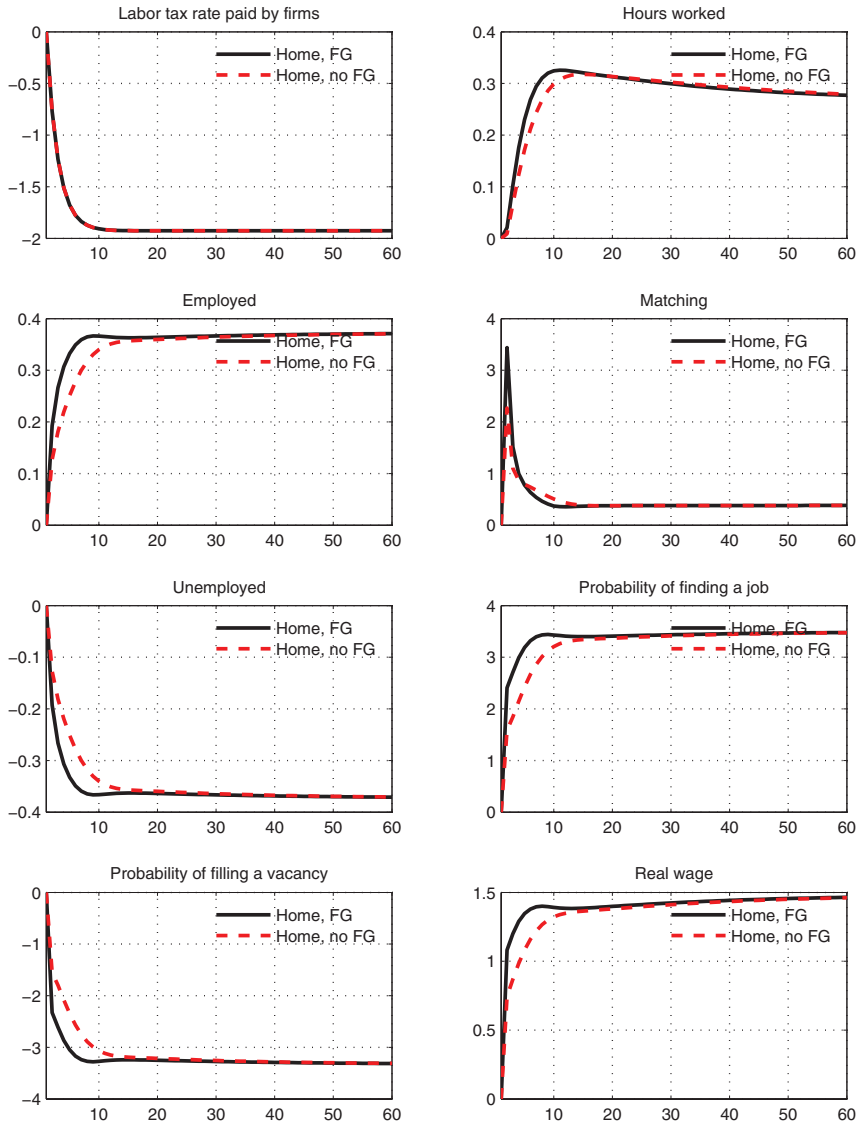 Labor tax rate paid by firms
0
−0.5
−1
−1.5
−2
10 20 30 40 50 60
Home, FG
Home, no FG
Hours worked
0.4
0.3
0.2
0.1
0
10 20 30 40 50 60
Home, FG
Home, no FG
Employed
0.4
0.3
0.2
0.1
0
10 20 30 40 50 60
Home, FG
Home, no FG
Matching
4
3
2
1
0
10 20 30 40 50 60
Home, FG
Home, no FG
Unemployed
0
−0.1
−0.2
−0.3
−0.4
10 20 30 40 50 60
Home, FG
Home, no FG
Probability of finding a job
4
3
2
1
0
10 20 30 40 50 60
Home, FG
Home, no FG
Probability of filling a vacancy
0
−1
−2
−3
−4
10 20 30 40 50 60
Home, FG
Home, no FG
Real wage
1.5
1
0.5
0
10 20 30 40 50 60
Home, FG
Home, no FG